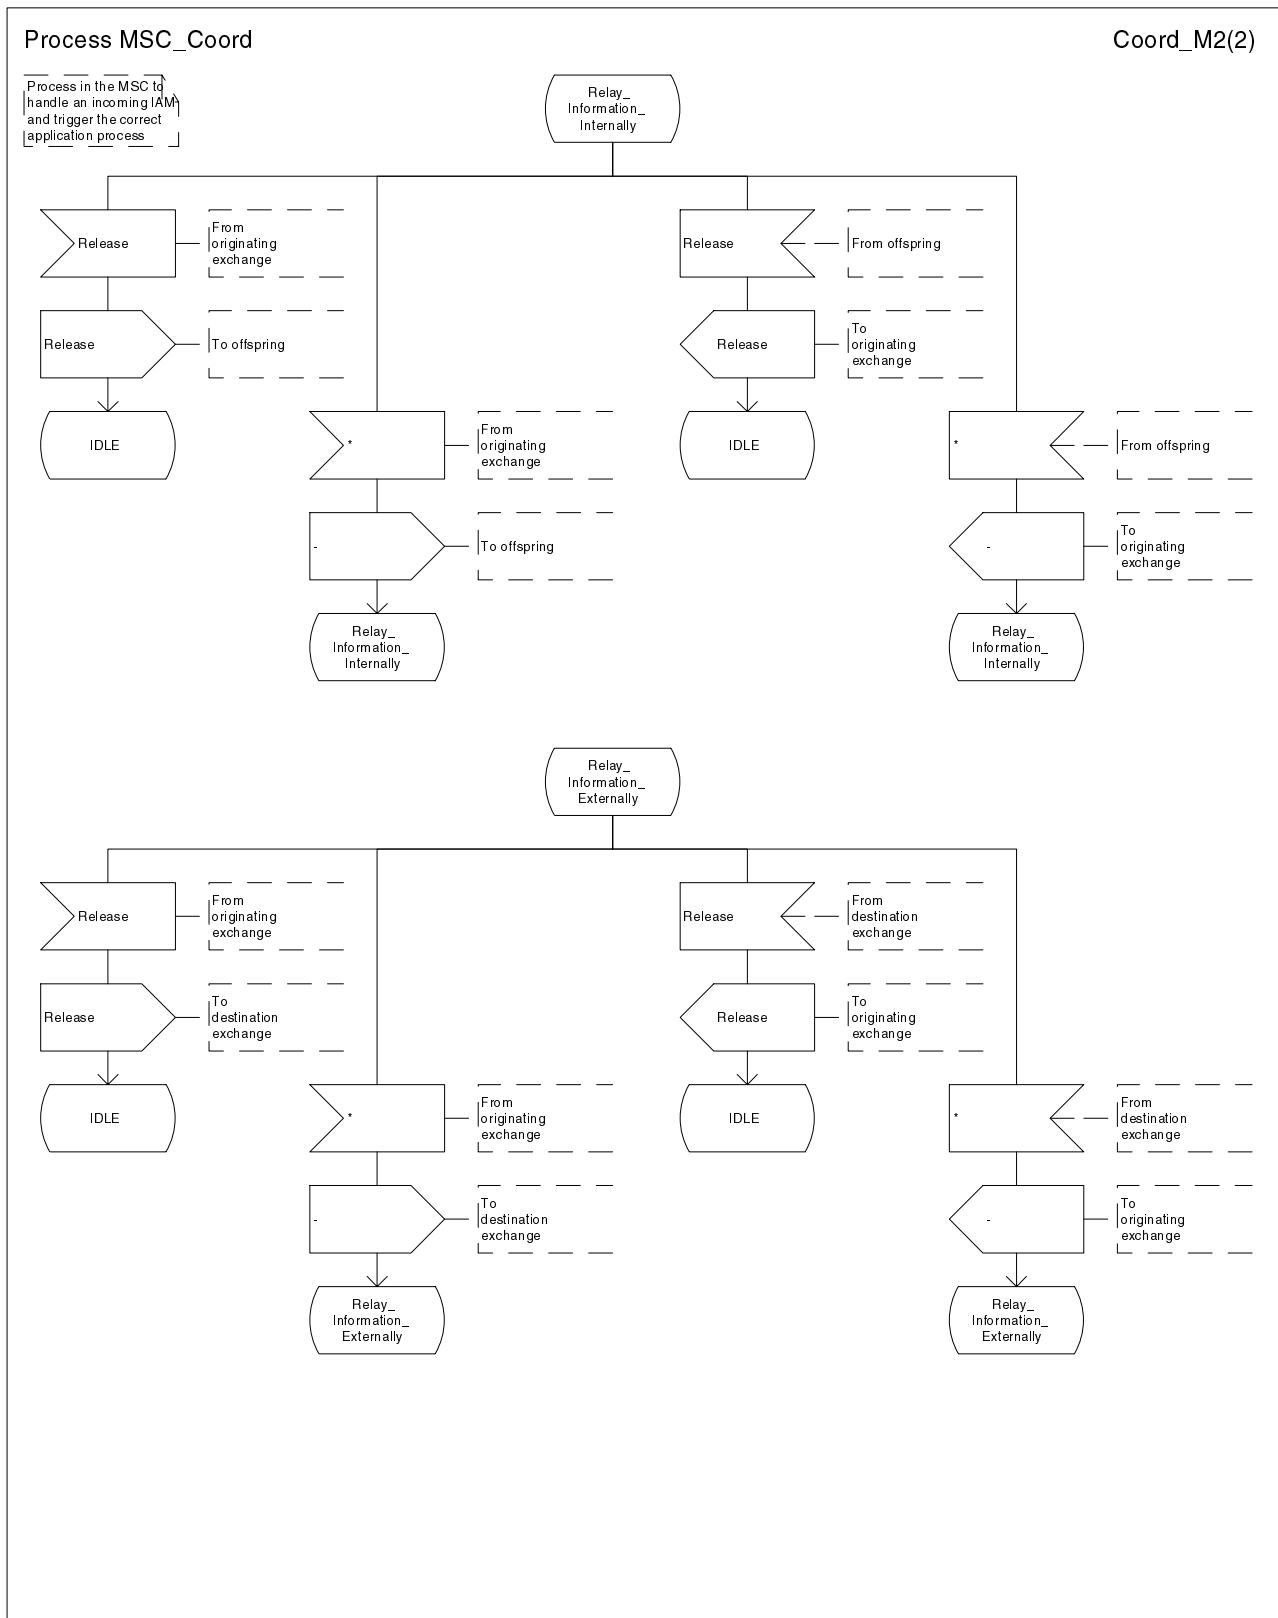 Process MSC_Coord
Coord_M2(2)
Process in the MSC to
handle an incoming IAM
and trigger the correct
application process
Relay_
Information_
Internally
Release
From
originating
exchange
Release
From offspring
Release
To offspring
Release
To
originating
exchange
IDLE
*
From
originating
exchange
IDLE
*
From offspring
-
To offspring
-
To
originating
exchange
Relay_
Information_
Internally
Relay_
Information_
Internally
Relay_
Information_
Externally
Release
From
originating
exchange
Release
From
destination
exchange
Release
To
destination
exchange
Release
To
originating
exchange
IDLE
*
From
originating
exchange
IDLE
*
From
destination
exchange
-
To
destination
exchange
-
To
originating
exchange
Relay_
Information_
Externally
Relay_
Information_
Externally